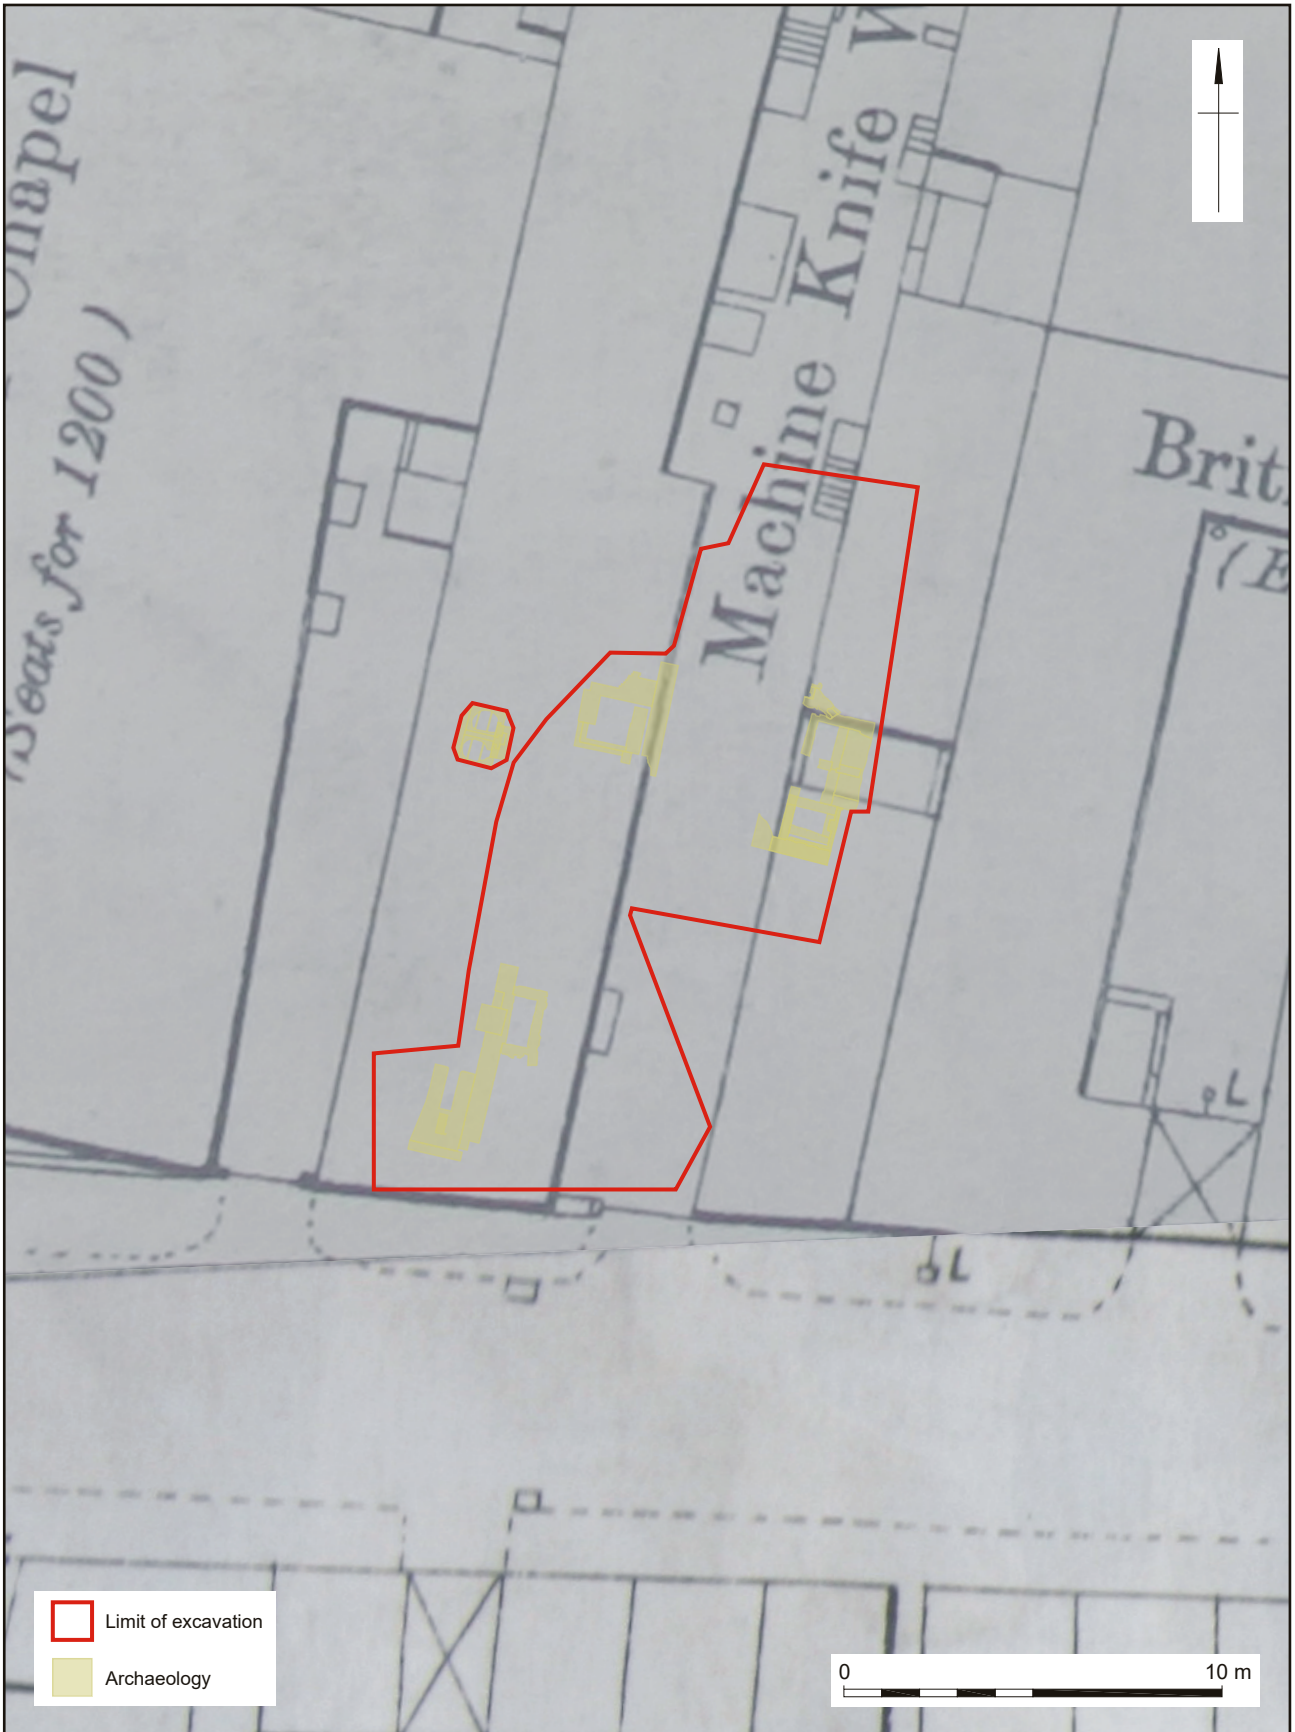 Chapel
(Seats for 1200)
Machine Knife W
Brit
(E
L
L
Limit of excavation
Archaeology
0 10 m